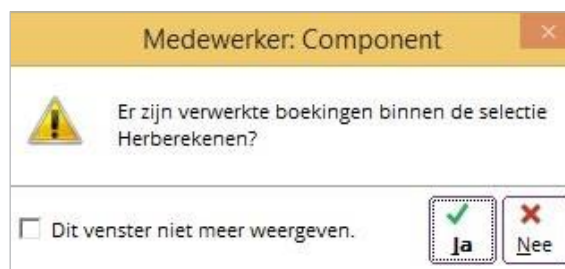 Medewerker: Component
Er zijn verwerkte boekingen binnen de selectie
Herberekenen?
Dit venster niet meer weergeven.
Ja
Nee